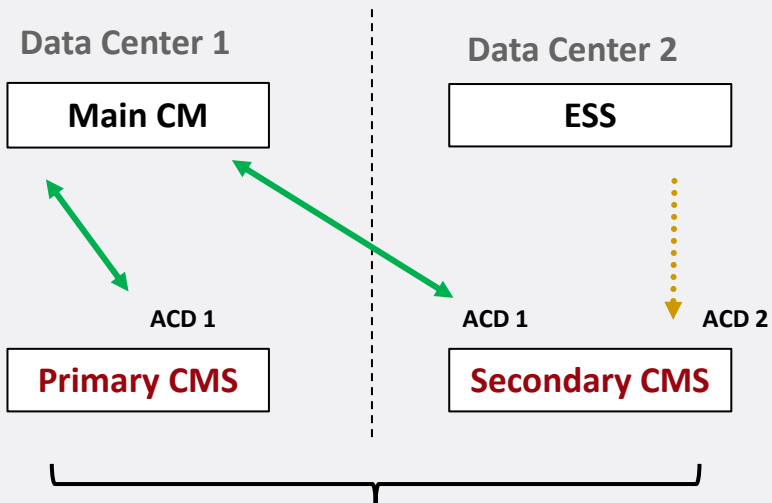 Data Center 1
Data Center 2
Main CM
ESS
ACD 1
ACD 1
ACD 2
Primary CMS
Secondary CMS